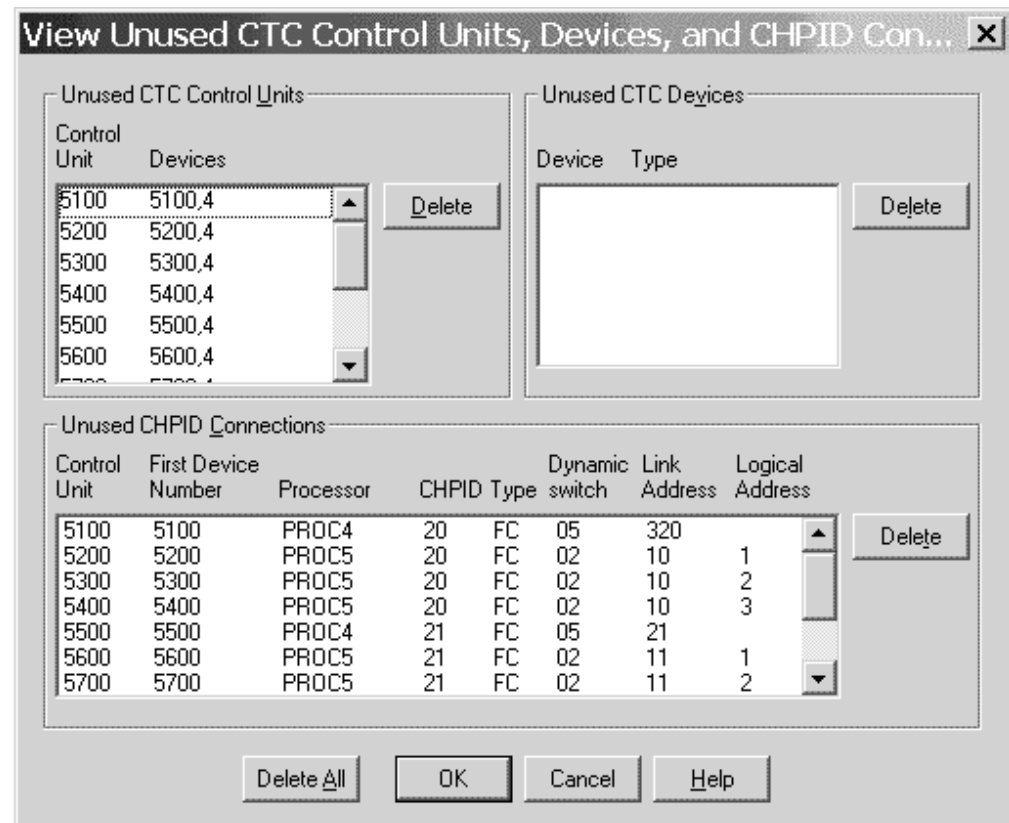 View Unused CTC Control Units, Devices, and CHPID Con...
Unused CTC Control Units
Control
Unit Devices
5100 5100,4
5200 5200,4
5300 5300,4
5400 5400,4
5500 5500,4
5600 5600,4
Delete
Unused CTC Devices
Device Type
Delete
Unused CHPID Connections
Control First Device Dynamic Link Logical
Unit Number Processor CHPID Type switch Address Address
5100 5100 PROC4 20 FC 05 320
5200 5200 PROC5 20 FC 02 10 1
5300 5300 PROC5 20 FC 02 10 2
5400 5400 PROC5 20 FC 02 10 3
5500 5500 PROC4 21 FC 05 21
5600 5600 PROC5 21 FC 02 11 1
5700 5700 PROC5 21 FC 02 11 2
Delete
Delete All OK Cancel Help